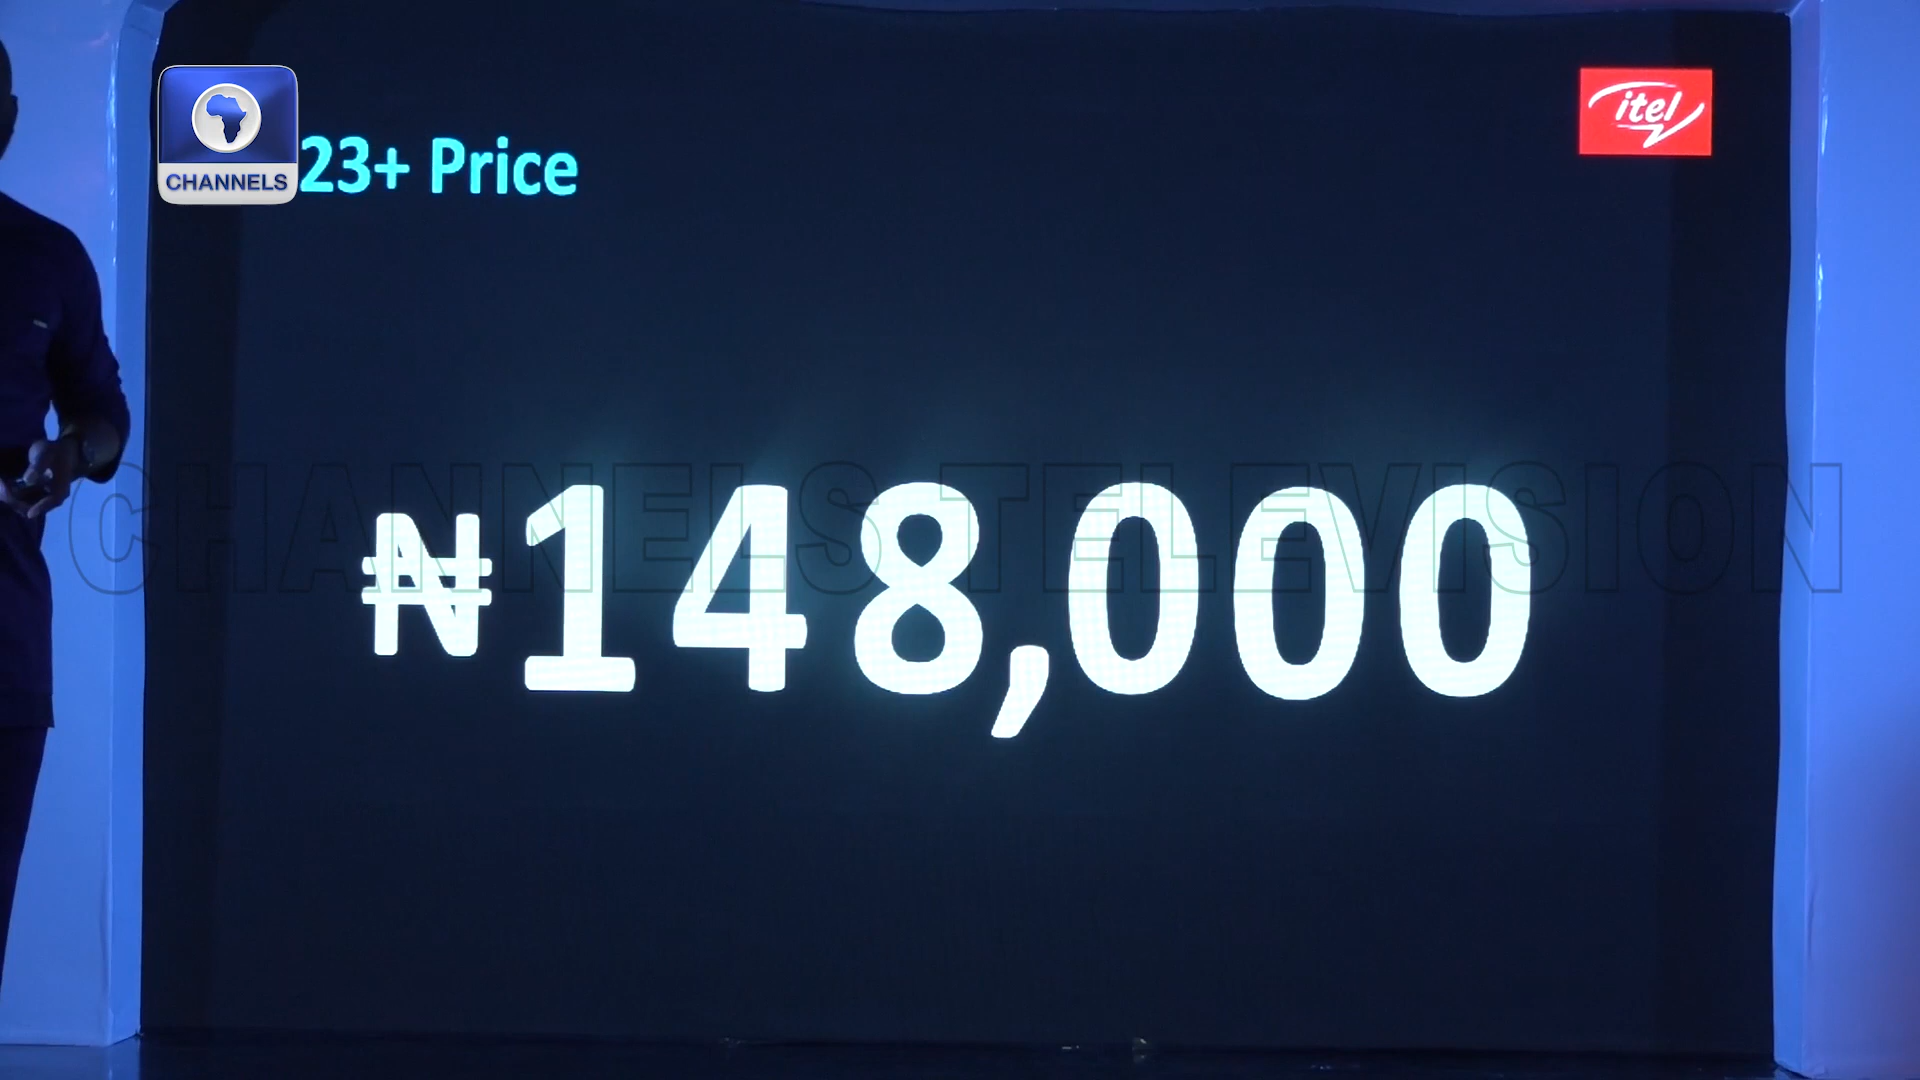 CHANNELS
23+ Price
itel
₦148,000
CHANNELS TELEVISION